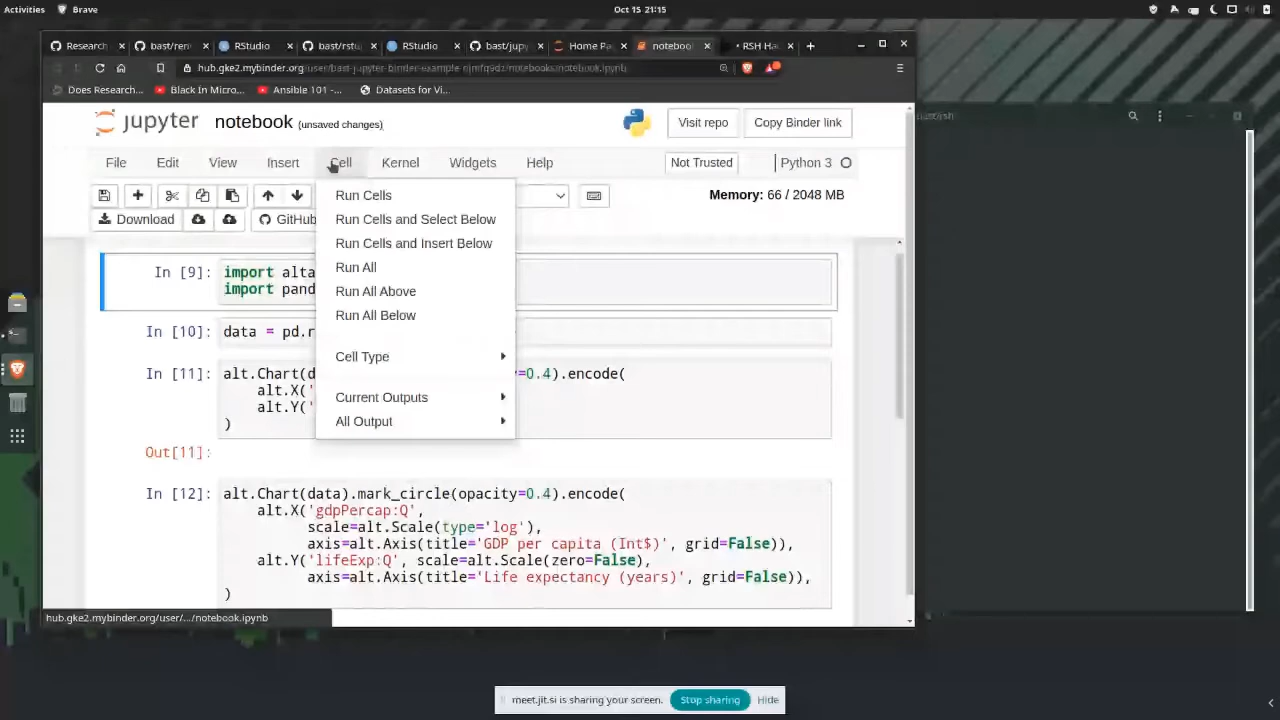 Activities Brave Oct 15 21:15
Research bast/ren RStudio bast/rstu RStudio bast/jupy Home Pa notebook RSH Ha
hub.gke2.mybinder.org/user/bast-jupyter-binder-example-njmfq9dz/notebooks/notebook.ipynb
Does Research... Black In Micro... Ansible 101 -... Datasets for Vi...
jupyter notebook (unsaved changes) Visit repo Copy Binder link
File Edit View Insert Cell Kernel Widgets Help Not Trusted Python 3
Memory: 66 / 2048 MB
Download GitHub
Run Cells
Run Cells and Select Below
Run Cells and Insert Below
Run All
Run All Above
Run All Below
Cell Type
Current Outputs
All Output
In [9]: import alta
import pand
In [10]: data = pd.r
In [11]: alt.Chart(d =0.4).encode(
alt.X('
alt.Y('
)
Out[11]:
In [12]: alt.Chart(data).mark_circle(opacity=0.4).encode(
alt.X('gdpPercap:Q',
scale=alt.Scale(type='log'),
axis=alt.Axis(title='GDP per capita (Int$)', grid=False)),
alt.Y('lifeExp:Q', scale=alt.Scale(zero=False),
axis=alt.Axis(title='Life expectancy (years)', grid=False)),
)
hub.gke2.mybinder.org/user/.../notebook.ipynb
meet.jit.si is sharing your screen. Stop sharing Hide